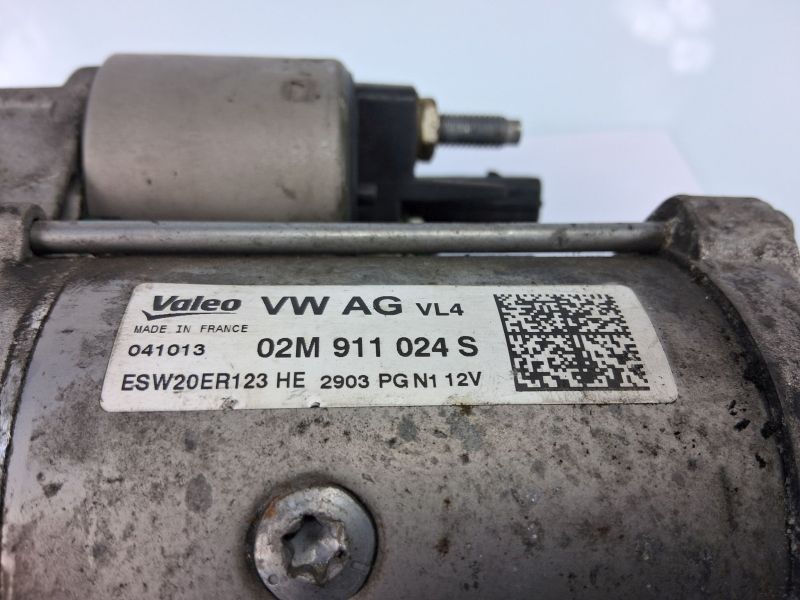 Valeo VW AG VL4
MADE IN FRANCE
041013 02M 911 024 S
ESW20ER123 HE 2903 PG N1 12V